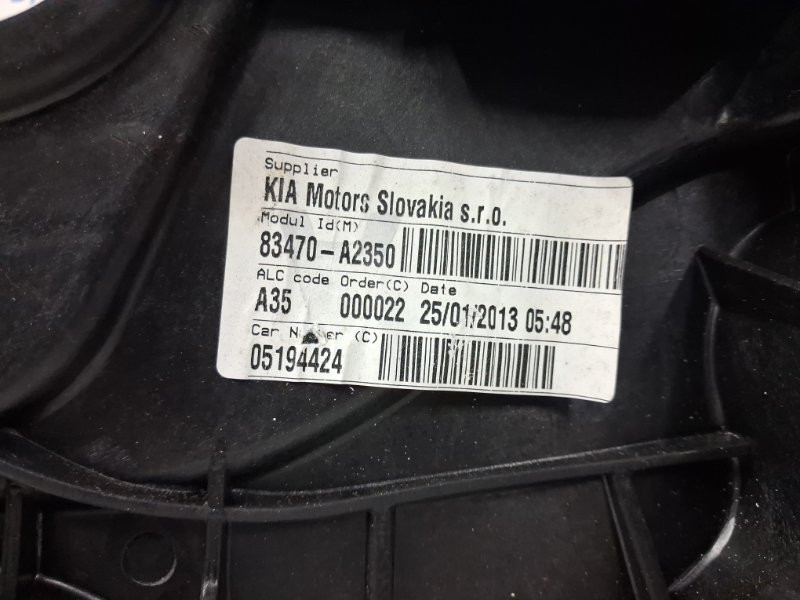 Supplier
KIA Motors Slovakia s.r.o.
Modul Id(M)
83470-A2350
ALC code Order(C) Date
A35 000022 25/01/2013 05:48
Car (C)
05194424